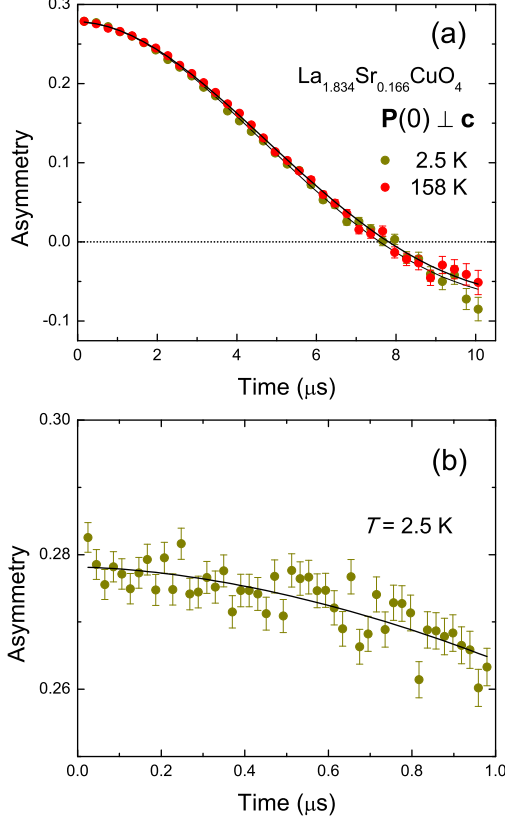 0.3
(a)
La1.834Sr0.166CuO4
0.2
P(0) ⊥ c
2.5 K
158 K
0.1
Asymmetry
0.0
-0.1
0 2 4 6 8 10
Time (μs)
0.30
(b)
T = 2.5 K
0.28
Asymmetry
0.26
0.0 0.2 0.4 0.6 0.8 1.0
Time (μs)